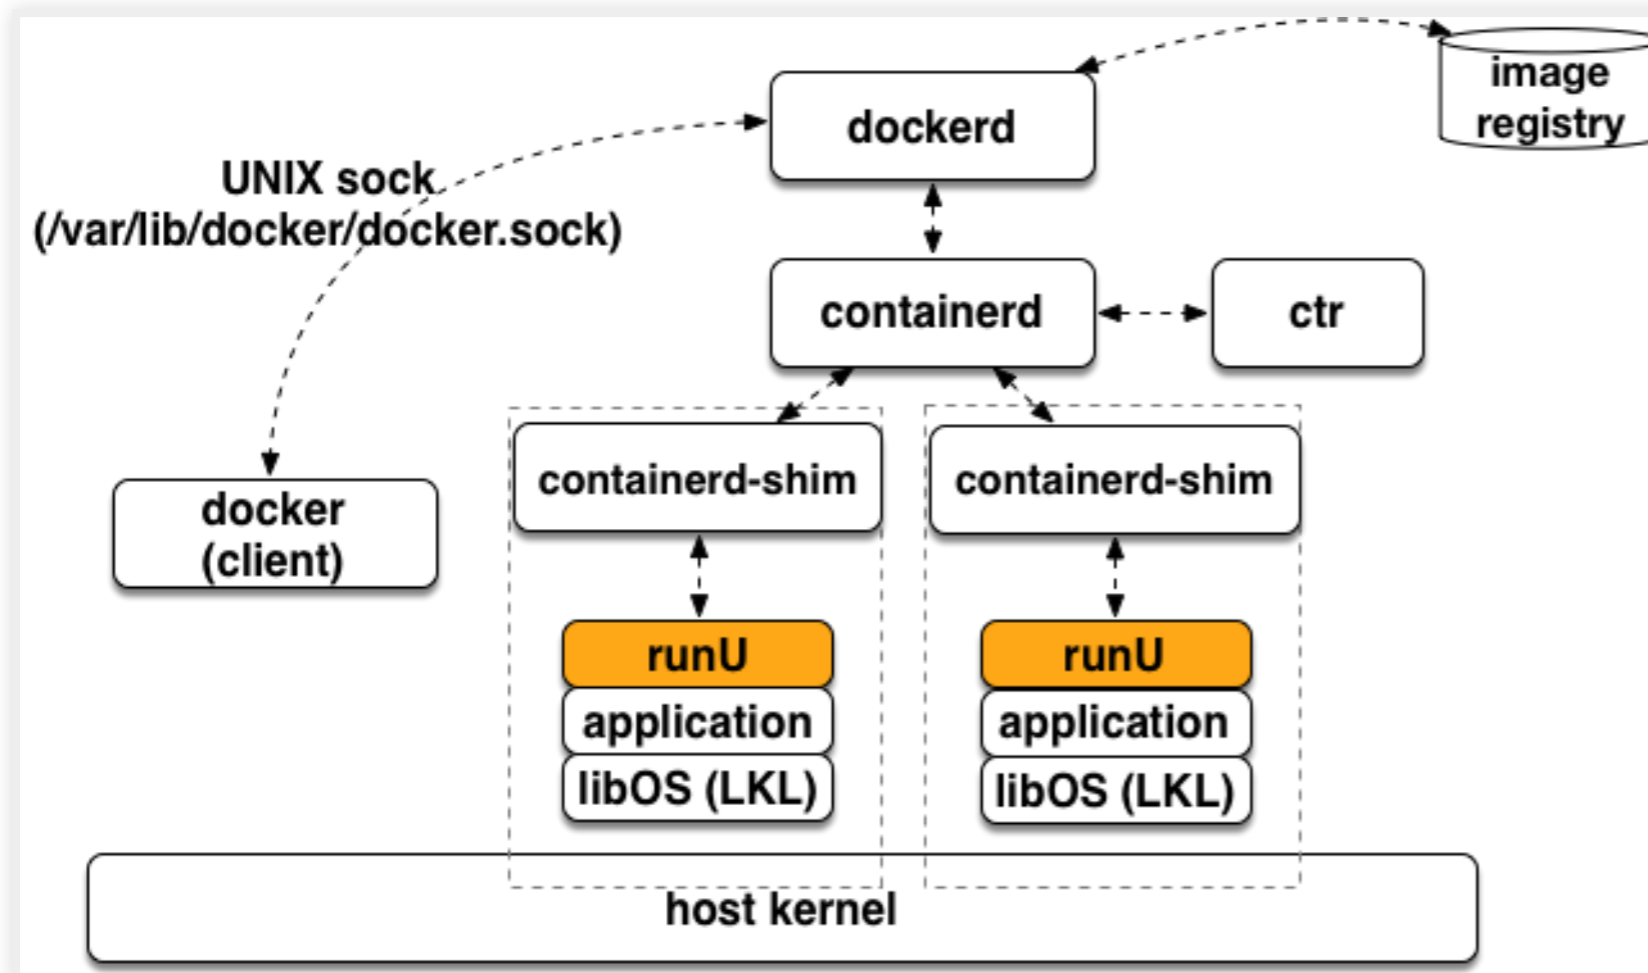 image
registry
dockerd
UNIX sock
(/var/lib/docker/docker.sock)
containerd
ctr
containerd-shim
containerd-shim
docker
(client)
runU
runU
application
application
libOS (LKL)
libOS (LKL)
host kernel